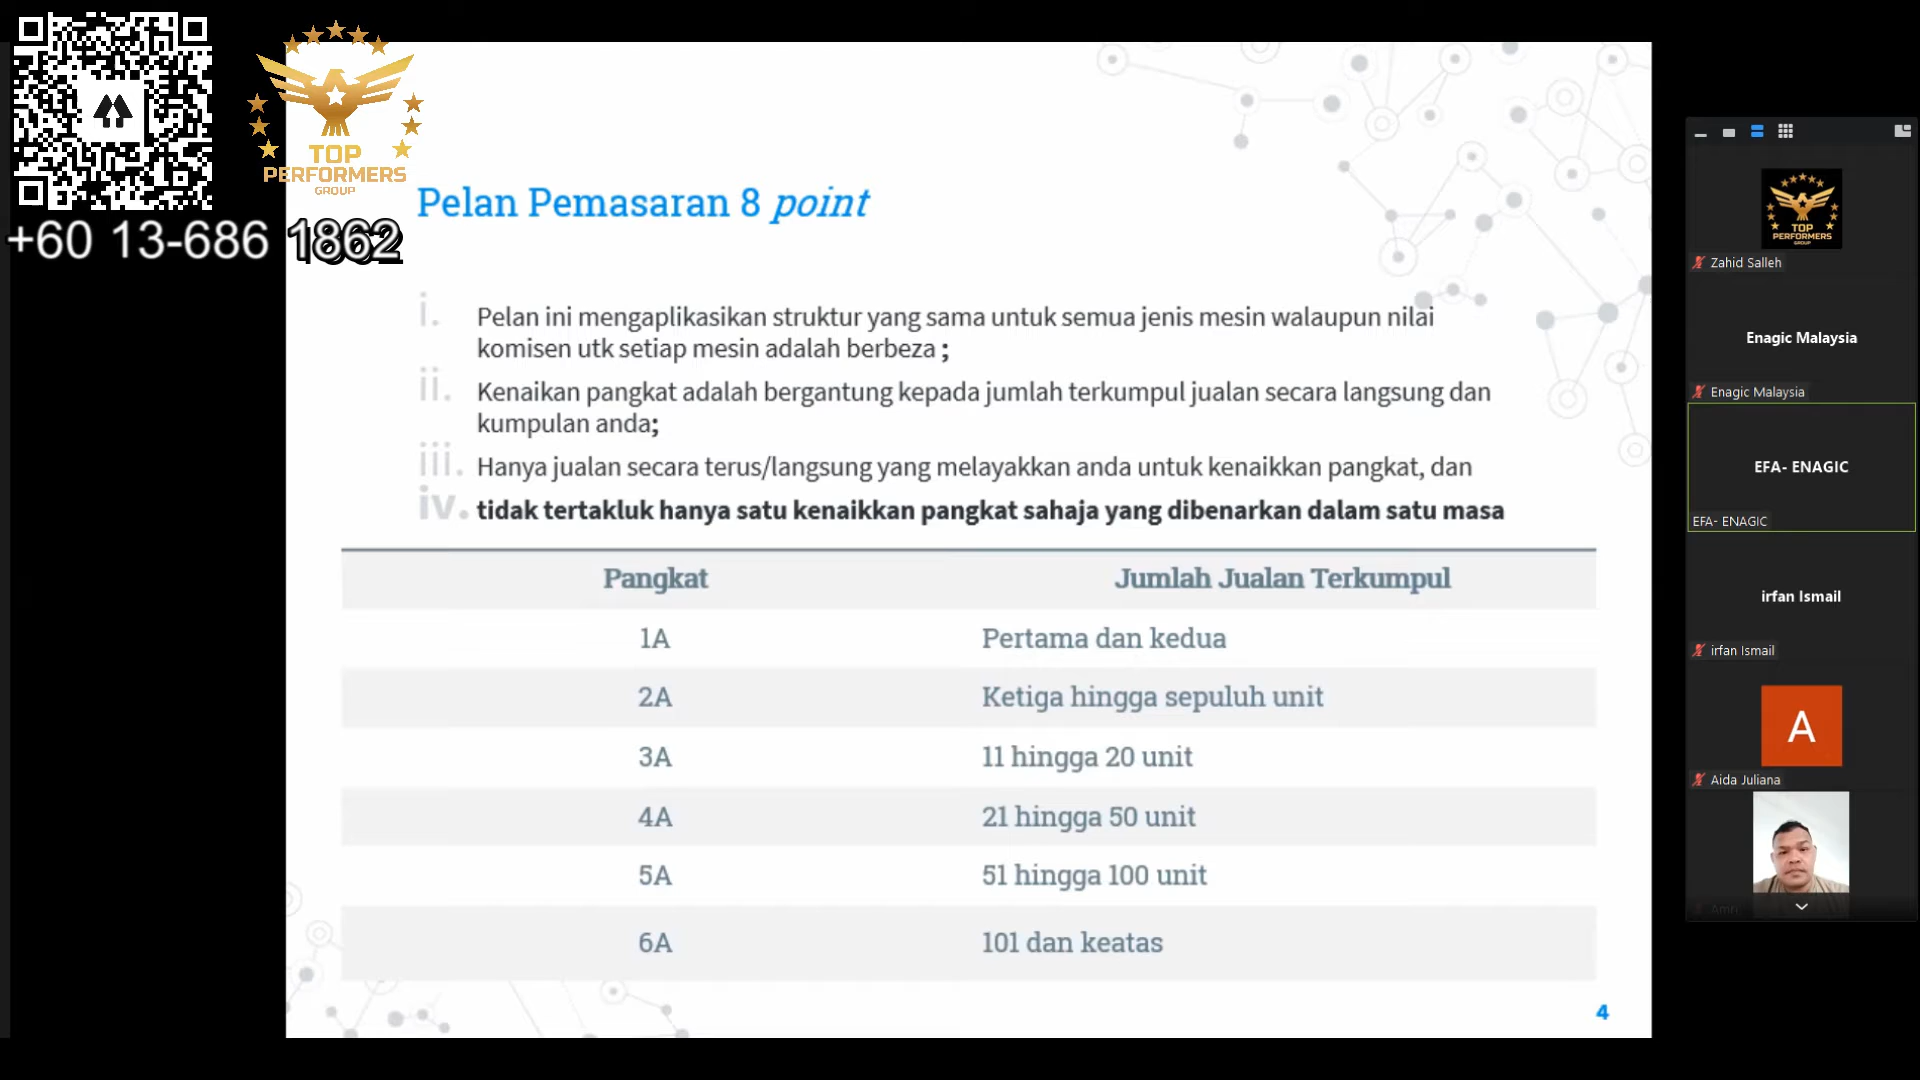 TOP
PERFORMERS
GROUP
+60 13-686 1862
Pelan Pemasaran 8 point
i. Pelan ini mengaplikasikan struktur yang sama untuk semua jenis mesin walaupun nilai
komisen utk setiap mesin adalah berbeza ;
ii. Kenaikan pangkat adalah bergantung kepada jumlah terkumpul jualan secara langsung dan
kumpulan anda;
iii. Hanya jualan secara terus/langsung yang melayakkan anda untuk kenaikkan pangkat, dan
iv. tidak tertakluk hanya satu kenaikkan pangkat sahaja yang dibenarkan dalam satu masa
Pangkat Jumlah Jualan Terkumpul
1A Pertama dan kedua
2A Ketiga hingga sepuluh unit
3A 11 hingga 20 unit
4A 21 hingga 50 unit
5A 51 hingga 100 unit
6A 101 dan keatas
4
TOP
PERFORMERS
GROUP
Zahid Salleh
Enagic Malaysia
Enagic Malaysia
EFA- ENAGIC
EFA- ENAGIC
irfan Ismail
irfan Ismail
A
Aida Juliana